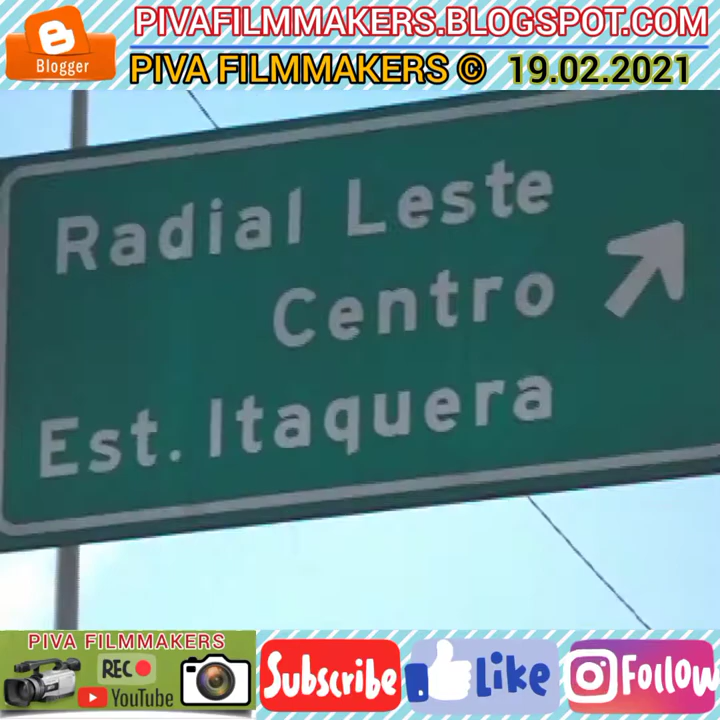 PIVAFILMMAKERS.BLOGSPOT.COM
Blogger
PIVA FILMMAKERS © 19.02.2021
Radial Leste
Centro
Est. Itaquera
PIVA FILMMAKERS
REC
YouTube
Subscribe
Like
Follow